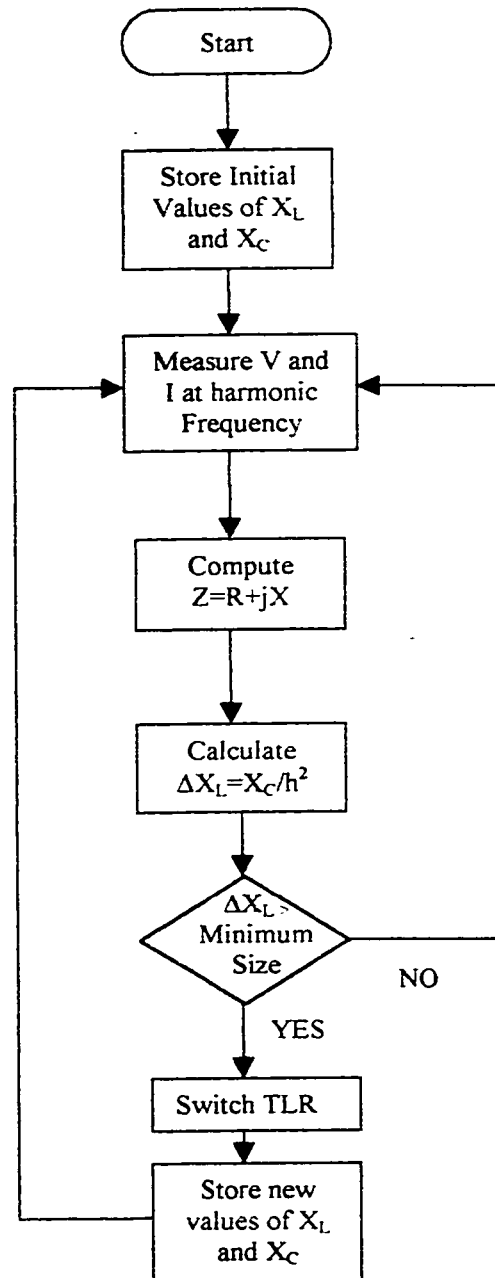 Start
Store Initial
Values of X_L
and X_C
Measure V and
I at harmonic
Frequency
Compute
Z=R+jX
Calculate
ΔX_L=X_C/h²
ΔX_L >
Minimum
Size
NO
YES
Switch TLR
Store new
values of X_L
and X_C